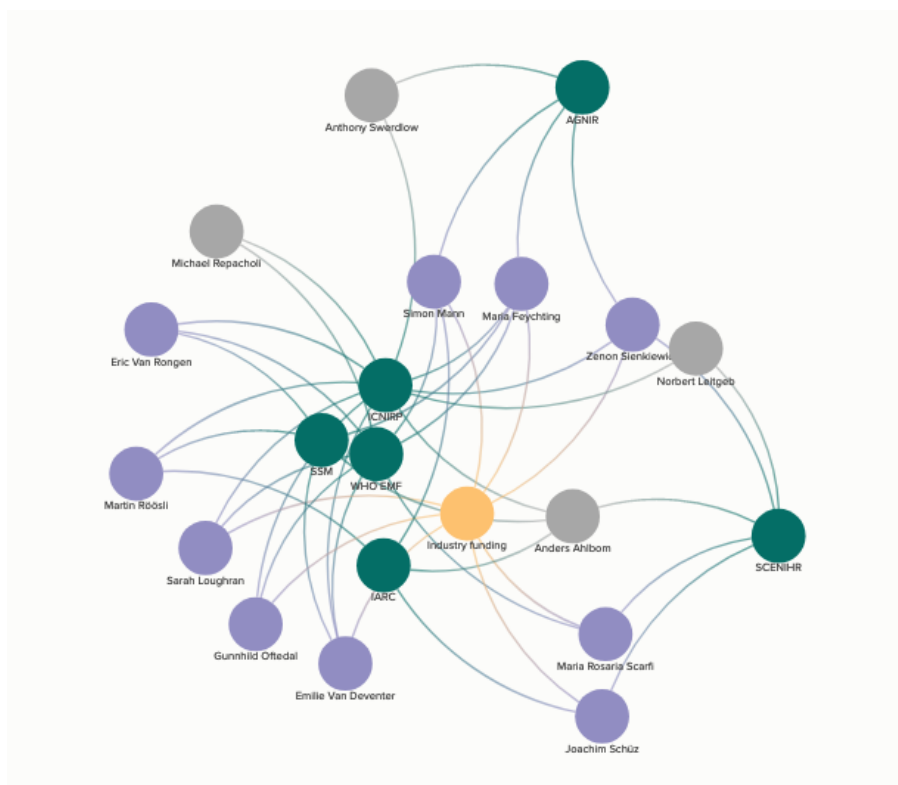 AGNIR
Anthony Swerdlow
Michael Repacholi
Simon Mann
Maria Feychting
Eric Van Rongen
Zenon Sienkiewi
Norbert Leitgeb
ICNIRP
SSM
WHO EMF
Martin Röösli
Industry funding
Anders Ahlbom
SCENIHR
Sarah Loughran
IARC
Gunnhild Oftedal
Maria Rosaria Scarfi
Emilie Van Deventer
Joachim Schüz